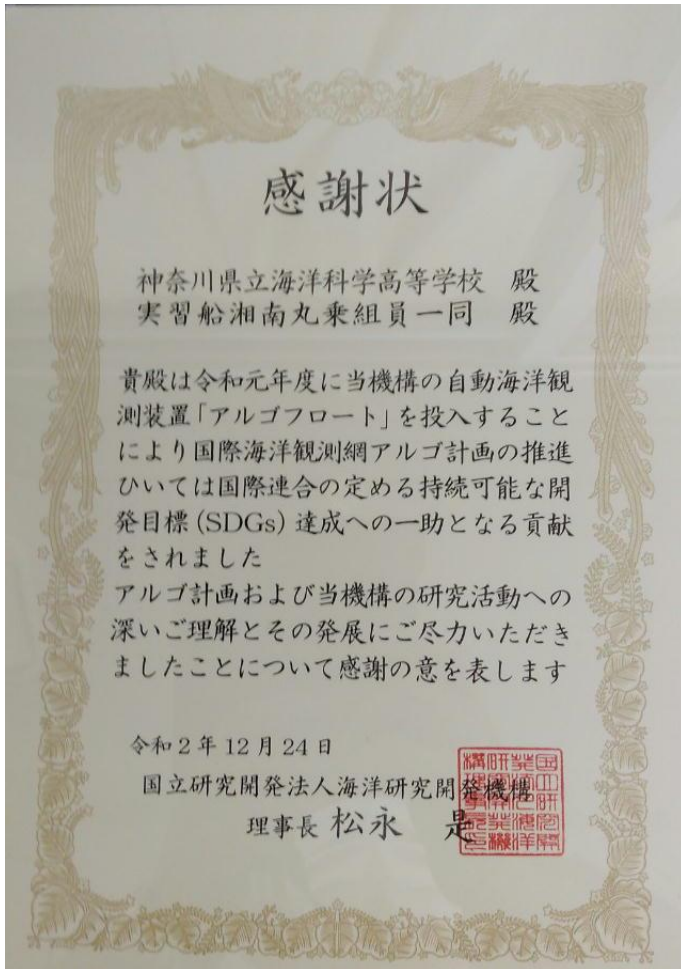 感謝状
神奈川県立海洋科学高等学校　殿
実習船湘南丸乗組員一同　殿
貴殿は令和元年度に当機構の自動海洋観
測装置「アルゴフロート」を投入すること
により国際海洋観測網アルゴ計画の推進
ひいては国際連合の定める持続可能な開
発目標(SDGs)達成への一助となる貢献
をされました
アルゴ計画および当機構の研究活動への
深いご理解とその発展にご尽力いただき
ましたことについて感謝の意を表します
令和2年12月24日
国立研究開発法人海洋研究開発機構
理事長 松永　是